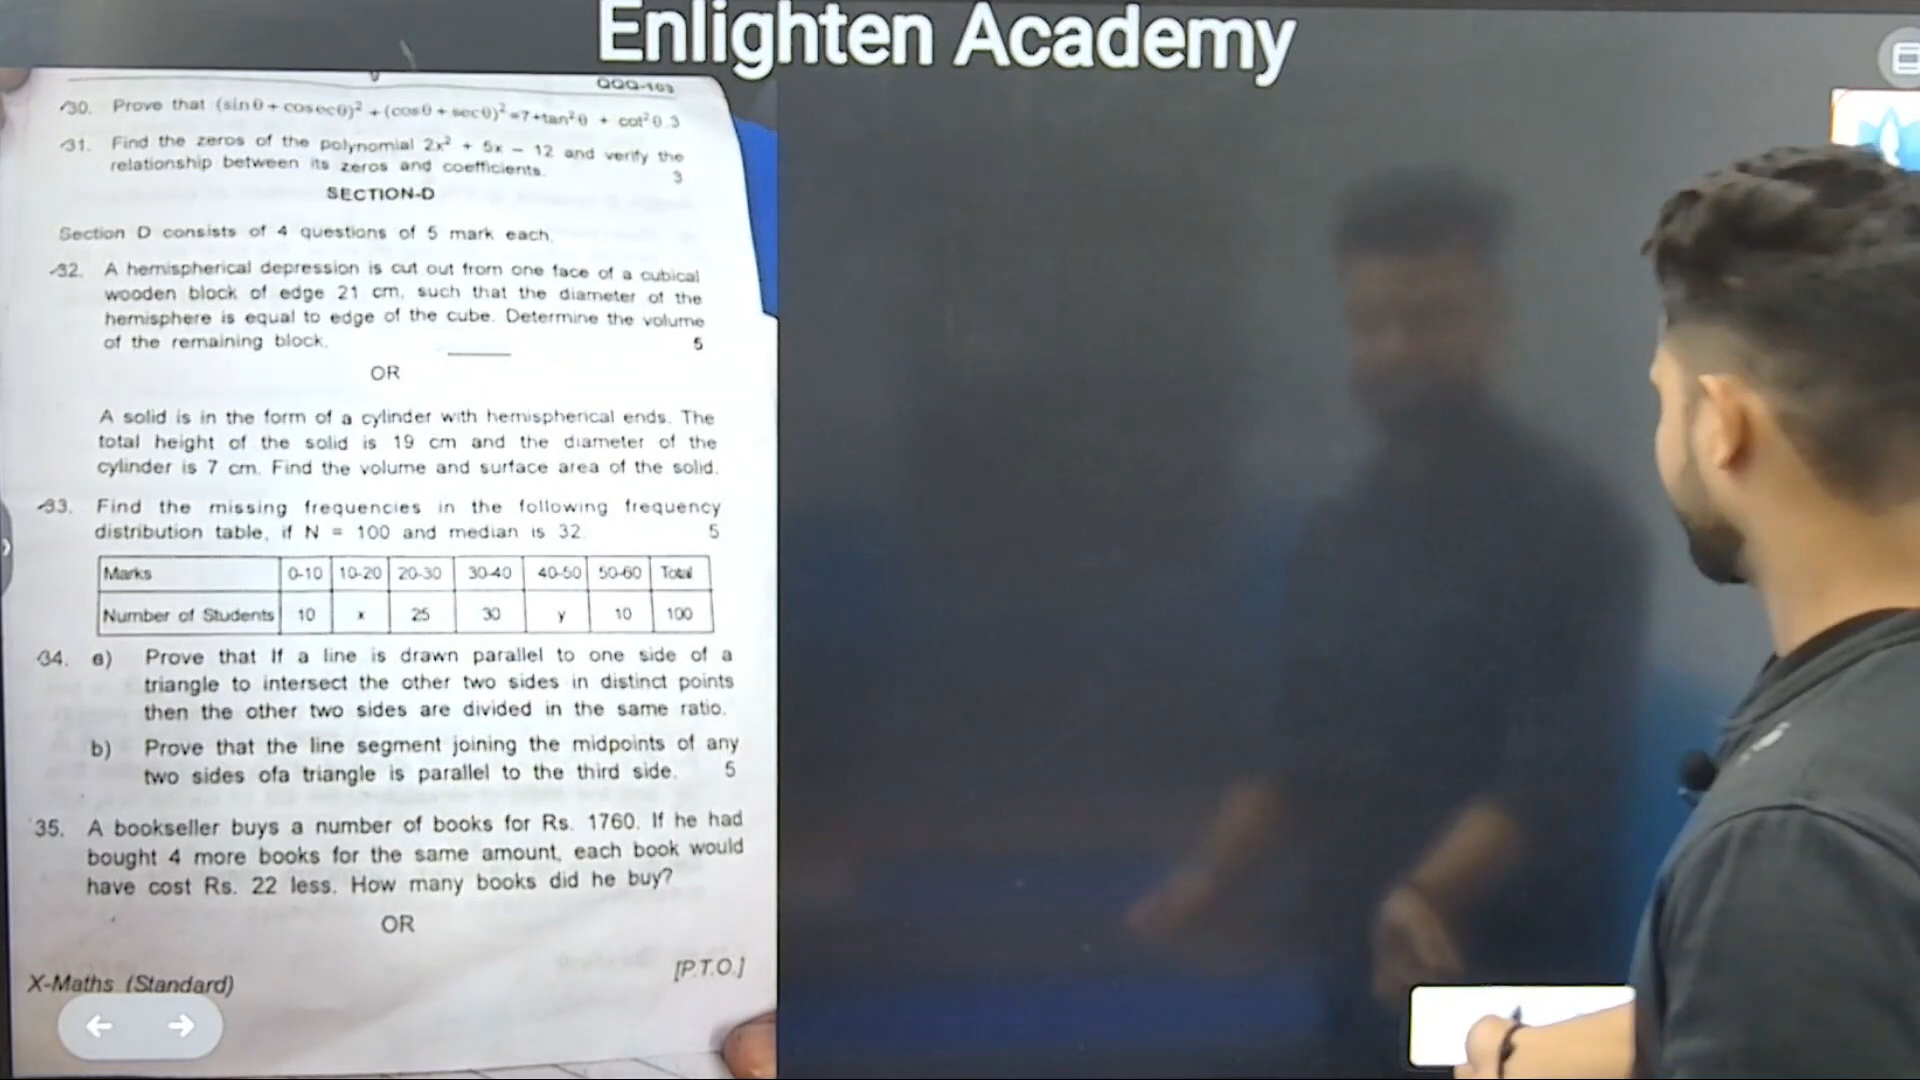 Enlighten Academy
QQQ-103
30. Prove that (sinθ + cosecθ)² + (cosθ + secθ)² = 7 + tan²θ + cot²θ. 3
31. Find the zeros of the polynomial 2x² + 5x – 12 and verify the
relationship between its zeros and coefficients. 3
SECTION-D
Section D consists of 4 questions of 5 mark each.
32. A hemispherical depression is cut out from one face of a cubical
wooden block of edge 21 cm, such that the diameter of the
hemisphere is equal to edge of the cube. Determine the volume
of the remaining block. 5
OR
A solid is in the form of a cylinder with hemispherical ends. The
total height of the solid is 19 cm and the diameter of the
cylinder is 7 cm. Find the volume and surface area of the solid.
33. Find the missing frequencies in the following frequency
distribution table, if N = 100 and median is 32. 5
Marks 0-10 10-20 20-30 30-40 40-50 50-60 Total
Number of Students 10 x 25 30 y 10 100
34. a) Prove that If a line is drawn parallel to one side of a
triangle to intersect the other two sides in distinct points
then the other two sides are divided in the same ratio.
b) Prove that the line segment joining the midpoints of any
two sides ofa triangle is parallel to the third side. 5
35. A bookseller buys a number of books for Rs. 1760. If he had
bought 4 more books for the same amount, each book would
have cost Rs. 22 less. How many books did he buy?
OR
X-Maths (Standard)
[P.T.O.]